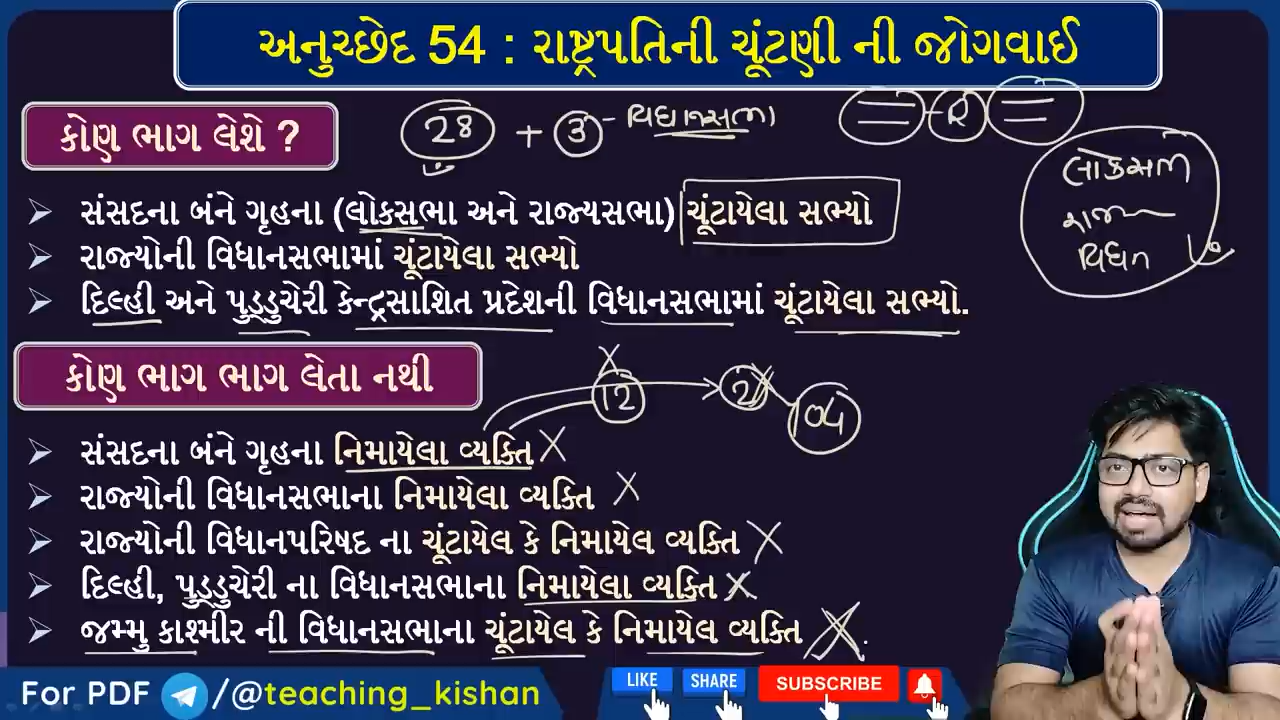 અનુચ્છેદ 54 : રાષ્ટ્રપતિની ચૂંટણી ની જોગવાઈ
કોણ ભાગ લેશે ?
28 + 3 - વિધાનસભા
લોકસભા
રાજ્ય
વિધાન
સંસદના બંને ગૃહના (લોકસભા અને રાજ્યસભા) ચૂંટાયેલા સભ્યો
રાજ્યોની વિધાનસભામાં ચૂંટાયેલા સભ્યો
દિલ્હી અને પુડ્ડુચેરી કેન્દ્રસાશિત પ્રદેશની વિધાનસભામાં ચૂંટાયેલા સભ્યો.
કોણ ભાગ ભાગ લેતા નથી
12 2 104
સંસદના બંને ગૃહના નિમાયેલા વ્યક્તિ
રાજ્યોની વિધાનસભાના નિમાયેલા વ્યક્તિ
રાજ્યોની વિધાનપરિષદ ના ચૂંટાયેલ કે નિમાયેલ વ્યક્તિ
દિલ્હી, પુડ્ડુચેરી ના વિધાનસભાના નિમાયેલા વ્યક્તિ
જમ્મુ કાશ્મીર ની વિધાનસભાના ચૂંટાયેલ કે નિમાયેલ વ્યક્તિ
For PDF /@teaching_kishan
LIKE SHARE SUBSCRIBE